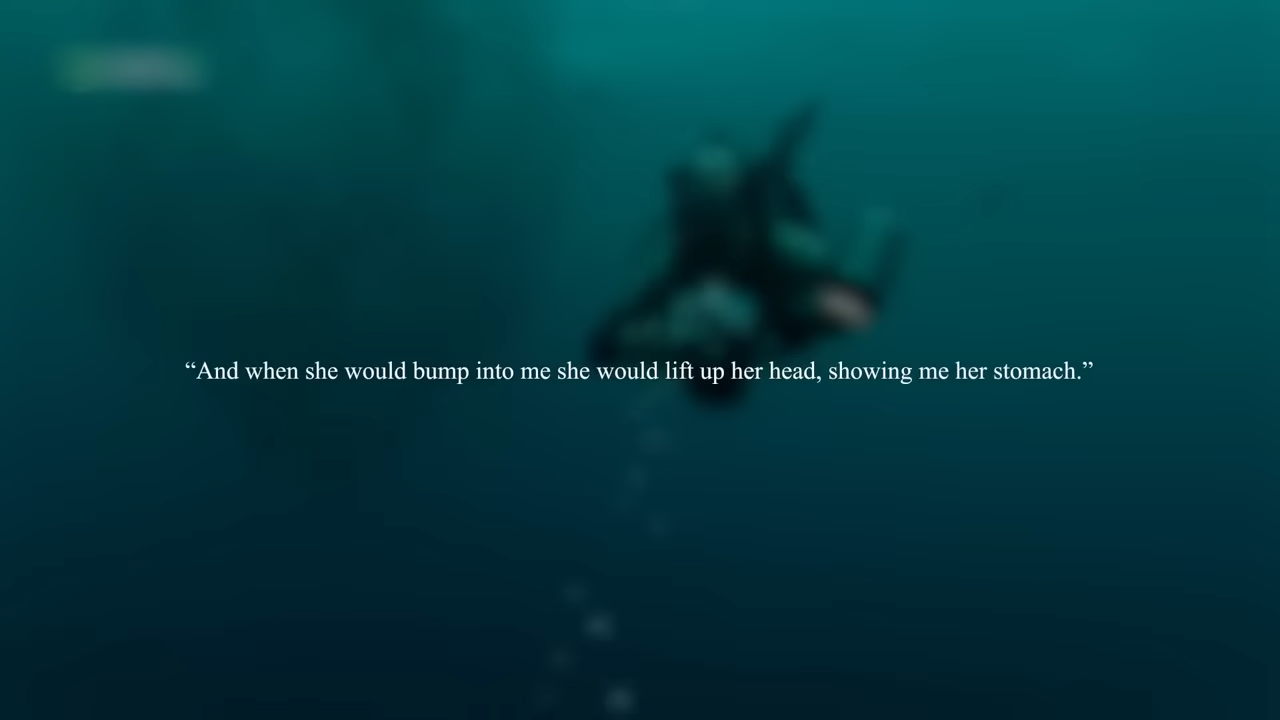 “And when she would bump into me she would lift up her head, showing me her stomach.”